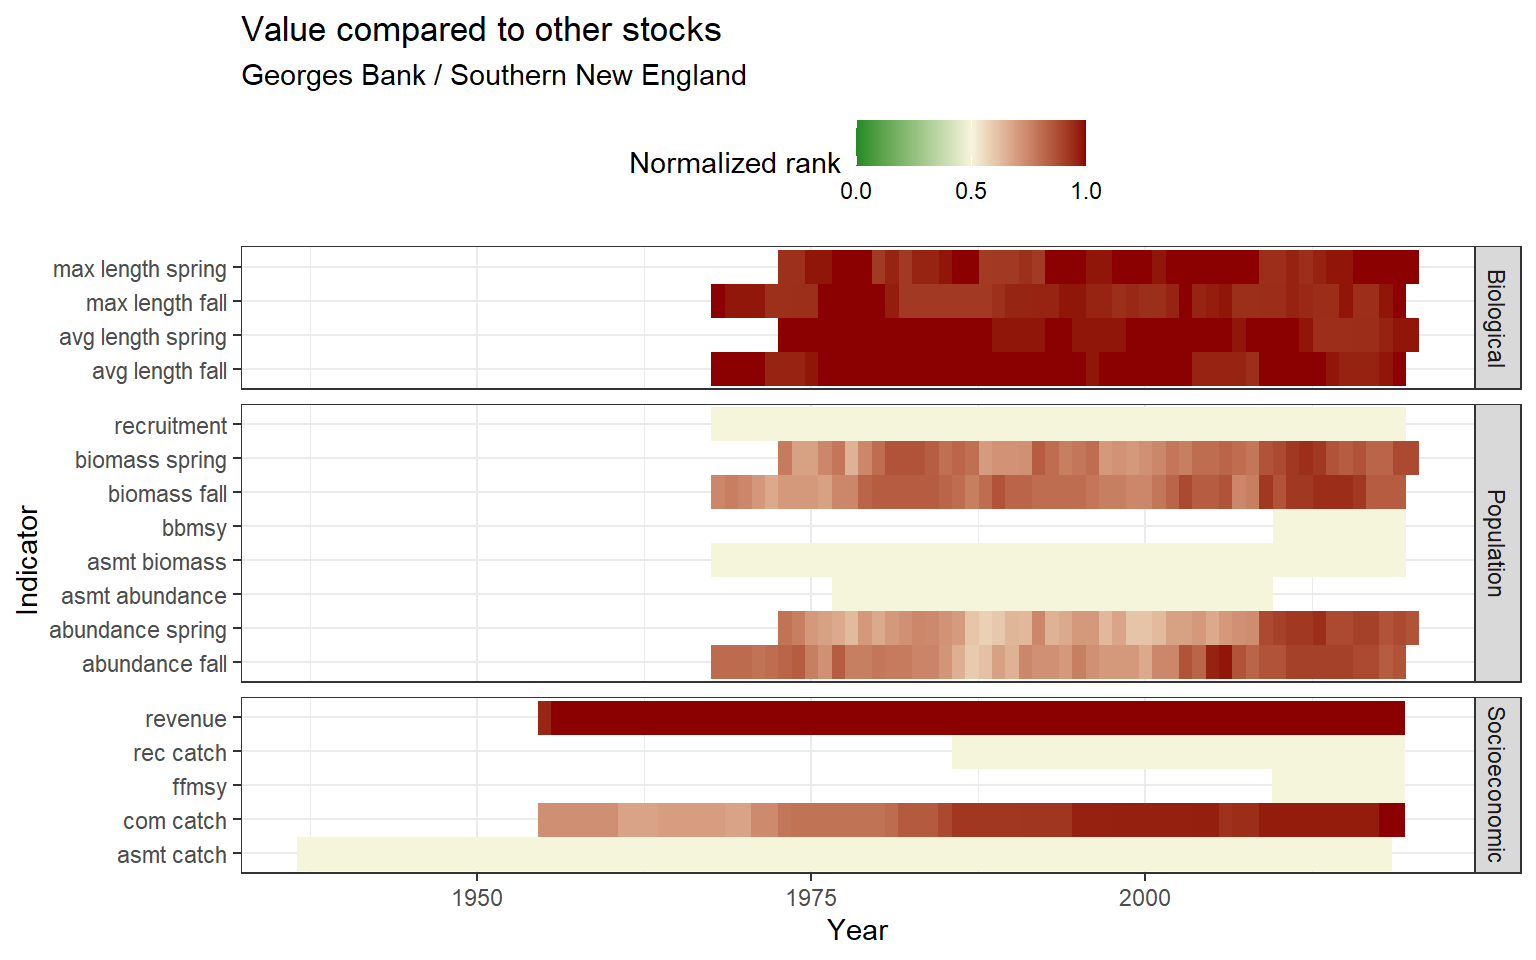 Value compared to other stocks
Georges Bank / Southern New England
Normalized rank
0.0 0.5 1.0
Indicator
max length spring
max length fall
avg length spring
avg length fall
Biological
recruitment
biomass spring
biomass fall
bbmsy
asmt biomass
asmt abundance
abundance spring
abundance fall
Population
revenue
rec catch
ffmsy
com catch
asmt catch
Socioeconomic
1950 1975 2000
Year